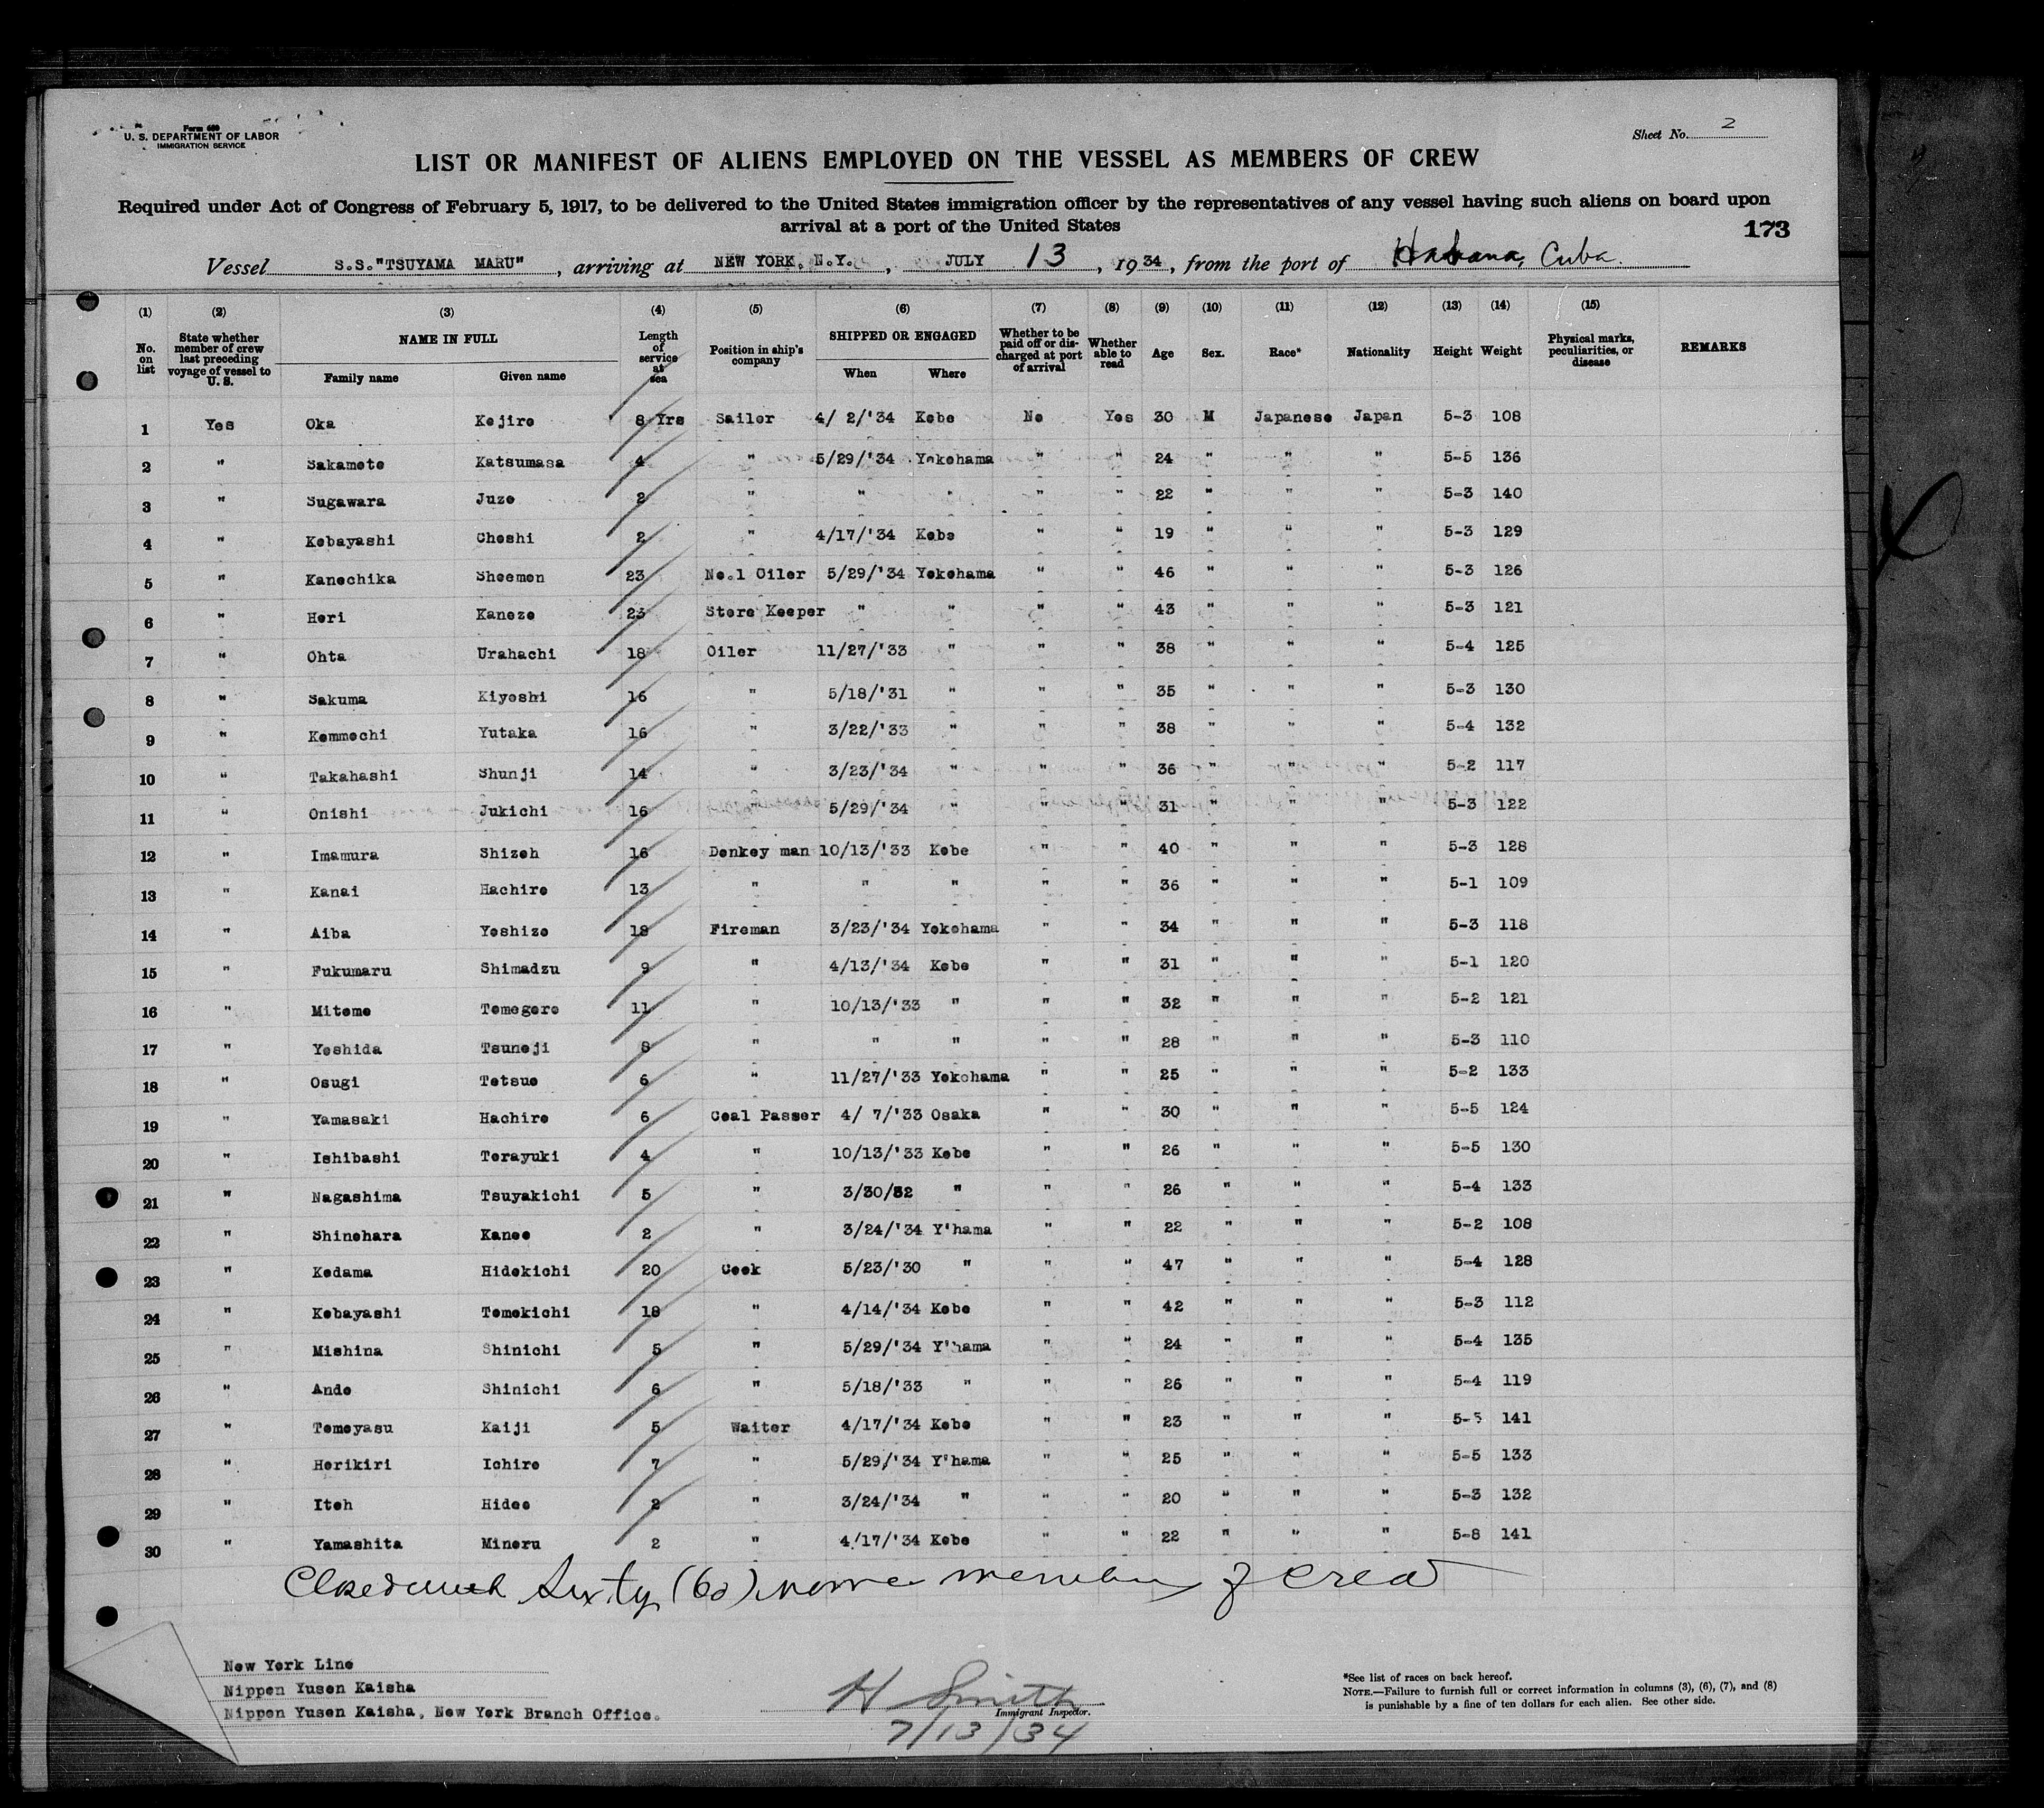 Form 689
U. S. DEPARTMENT OF LABOR
IMMIGRATION SERVICE
Sheet No. 2
LIST OR MANIFEST OF ALIENS EMPLOYED ON THE VESSEL AS MEMBERS OF CREW
Required under Act of Congress of February 5, 1917, to be delivered to the United States immigration officer by the representatives of any vessel having such aliens on board upon
arrival at a port of the United States
173
Vessel S.S."TSUYAMA MARU", arriving at NEW YORK, N.Y., JULY 13, 1934, from the port of Habana, Cuba.
(1) (2) (3) (4) (5) (6) (7) (8) (9) (10) (11) (12) (13) (14) (15)
No. on list State whether member of crew last preceding voyage of vessel to U. S. NAME IN FULL Family name Given name Length of service at sea Position in ship's company SHIPPED OR ENGAGED When Where Whether to be paid off or discharged at port of arrival Whether able to read Age Sex. Race* Nationality Height Weight Physical marks, peculiarities, or disease REMARKS
1 Yes Oka Kojiro 8 Yrs Sailor 4/ 2/'34 Kobe No Yes 30 M Japanese Japan 5-3 108
2 " Sakamoto Katsumasa 4 " 5/29/'34 Yokohama " " 24 " " " 5-5 136
3 " Sugawara Juzo 2 " " " " " 22 " " " 5-3 140
4 " Kobayashi Choshi 2 " 4/17/'34 Kobe " " 19 " " " 5-3 129
5 " Kanechika Shoemon 23 No.1 Oiler 5/29/'34 Yokohama " " 46 " " " 5-3 126
6 " Hori Kanezo 23 Store Keeper " " " " 43 " " " 5-3 121
7 " Ohta Urahachi 18 Oiler 11/27/'33 " " " 38 " " " 5-4 125
8 " Sakuma Kiyoshi 16 " 5/18/'31 " " " 35 " " " 5-3 130
9 " Kemmochi Yutaka 16 " 3/22/'33 " " " 38 " " " 5-4 132
10 " Takahashi Shunji 14 " 3/23/'34 " " " 36 " " " 5-2 117
11 " Onishi Jukichi 16 " 5/29/'34 " " " 31 " " " 5-3 122
12 " Imamura Shizoh 16 Donkey man 10/13/'33 Kobe " " 40 " " " 5-3 128
13 " Kanai Hachiro 13 " " " " " 36 " " " 5-1 109
14 " Aiba Yoshizo 18 Fireman 3/23/'34 Yokohama " " 34 " " " 5-3 118
15 " Fukumaru Shimadzu 9 " 4/13/'34 Kobe " " 31 " " " 5-1 120
16 " Mitome Tomegoro 11 " 10/13/'33 " " " 32 " " " 5-2 121
17 " Yoshida Tsuneji 8 " " " " " 28 " " " 5-3 110
18 " Osugi Tetsuo 6 " 11/27/'33 Yokohama " " 25 " " " 5-2 133
19 " Yamasaki Hachiro 6 Coal Passer 4/ 7/'33 Osaka " " 30 " " " 5-5 124
20 " Ishibashi Terayuki 4 " 10/13/'33 Kobe " " 26 " " " 5-5 130
21 " Nagashima Tsuyakichi 5 " 3/30/32 " " " 26 " " " 5-4 133
22 " Shinohara Kaneo 2 " 3/24/'34 Y'hama " " 22 " " " 5-2 108
23 " Kodama Hidekichi 20 Cook 5/23/'30 " " " 47 " " " 5-4 128
24 " Kobayashi Tomekichi 18 " 4/14/'34 Kobe " " 42 " " " 5-3 112
25 " Mishina Shinichi 5 " 5/29/'34 Y'hama " " 24 " " " 5-4 135
26 " Ando Shinichi 6 " 5/18/'33 " " " 26 " " " 5-4 119
27 " Tomoyasu Kaiji 5 Waiter 4/17/'34 Kobe " " 23 " " " 5-5 141
28 " Horikiri Ichiro 7 " 5/29/'34 Y'hama " " 25 " " " 5-5 133
29 " Itoh Hideo 2 " 3/24/'34 " " " 20 " " " 5-3 132
30 " Yamashita Minoru 2 " 4/17/'34 Kobe " " 22 " " " 5-8 141
Closed with Sixty (60) members of crew
New York Line
Nippon Yusen Kaisha
Nippon Yusen Kaisha, New York Branch Office.
H Smith
Immigrant Inspector.
7/13/34
*See list of races on back hereof.
NOTE.—Failure to furnish full or correct information in columns (3), (6), (7), and (8)
is punishable by a fine of ten dollars for each alien. See other side.